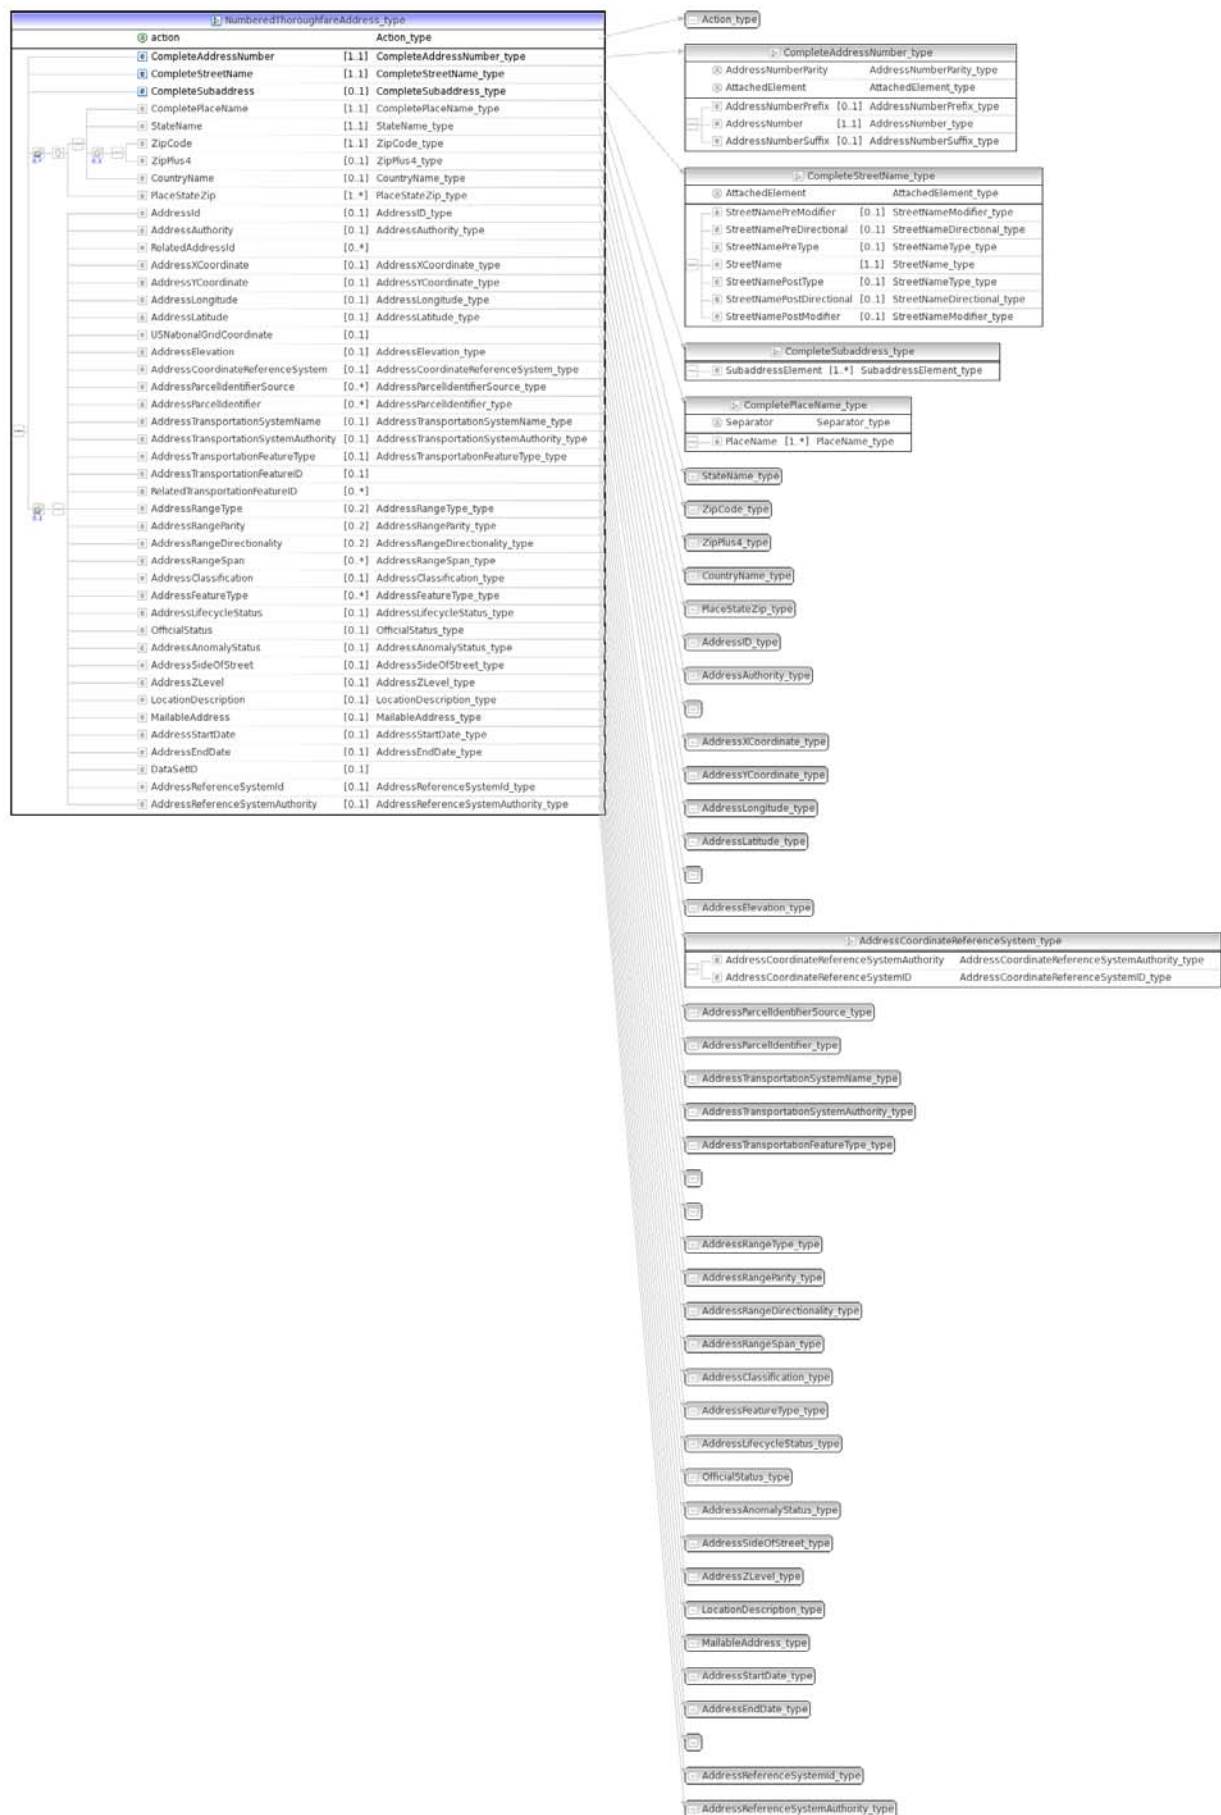 NumberedThoroughfareAddress_type
action Action_type
CompleteAddressNumber [1..1] CompleteAddressNumber_type
CompleteStreetName [1..1] CompleteStreetName_type
CompleteSubaddress [0..1] CompleteSubaddress_type
CompletePlaceName [1..1] CompletePlaceName_type
StateName [1..1] StateName_type
ZipCode [1..1] ZipCode_type
ZipPlus4 [0..1] ZipPlus4_type
CountryName [0..1] CountryName_type
PlaceStateZip [1..*] PlaceStateZip_type
AddressId [0..1] AddressID_type
AddressAuthority [0..1] AddressAuthority_type
RelatedAddressId [0..*]
AddressXCoordinate [0..1] AddressXCoordinate_type
AddressYCoordinate [0..1] AddressYCoordinate_type
AddressLongitude [0..1] AddressLongitude_type
AddressLatitude [0..1] AddressLatitude_type
USNationalGridCoordinate [0..1]
AddressElevation [0..1] AddressElevation_type
AddressCoordinateReferenceSystem [0..1] AddressCoordinateReferenceSystem_type
AddressParcelIdentifierSource [0..*] AddressParcelIdentifierSource_type
AddressParcelIdentifier [0..*] AddressParcelIdentifier_type
AddressTransportationSystemName [0..1] AddressTransportationSystemName_type
AddressTransportationSystemAuthority [0..1] AddressTransportationSystemAuthority_type
AddressTransportationFeatureType [0..1] AddressTransportationFeatureType_type
AddressTransportationFeatureID [0..1]
RelatedTransportationFeatureID [0..*]
AddressRangeType [0..2] AddressRangeType_type
AddressRangeParity [0..2] AddressRangeParity_type
AddressRangeDirectionality [0..2] AddressRangeDirectionality_type
AddressRangeSpan [0..*] AddressRangeSpan_type
AddressClassification [0..1] AddressClassification_type
AddressFeatureType [0..*] AddressFeatureType_type
AddressLifecycleStatus [0..1] AddressLifecycleStatus_type
OfficialStatus [0..1] OfficialStatus_type
AddressAnomalyStatus [0..1] AddressAnomalyStatus_type
AddressSideOfStreet [0..1] AddressSideOfStreet_type
AddressZLevel [0..1] AddressZLevel_type
LocationDescription [0..1] LocationDescription_type
MailableAddress [0..1] MailableAddress_type
AddressStartDate [0..1] AddressStartDate_type
AddressEndDate [0..1] AddressEndDate_type
DataSetID [0..1]
AddressReferenceSystemId [0..1] AddressReferenceSystemId_type
AddressReferenceSystemAuthority [0..1] AddressReferenceSystemAuthority_type
Action_type
CompleteAddressNumber_type
AddressNumberParity AddressNumberParity_type
AttachedElement AttachedElement_type
AddressNumberPrefix [0..1] AddressNumberPrefix_type
AddressNumber [1..1] AddressNumber_type
AddressNumberSuffix [0..1] AddressNumberSuffix_type
CompleteStreetName_type
AttachedElement AttachedElement_type
StreetNamePreModifier [0..1] StreetNameModifier_type
StreetNamePreDirectional [0..1] StreetNameDirectional_type
StreetNamePreType [0..1] StreetNameType_type
StreetName [1..1] StreetName_type
StreetNamePostType [0..1] StreetNameType_type
StreetNamePostDirectional [0..1] StreetNameDirectional_type
StreetNamePostModifier [0..1] StreetNameModifier_type
CompleteSubaddress_type
SubaddressElement [1..*] SubaddressElement_type
CompletePlaceName_type
Separator Separator_type
PlaceName [1..*] PlaceName_type
StateName_type
ZipCode_type
ZipPlus4_type
CountryName_type
PlaceStateZip_type
AddressID_type
AddressAuthority_type
AddressXCoordinate_type
AddressYCoordinate_type
AddressLongitude_type
AddressLatitude_type
AddressElevation_type
AddressCoordinateReferenceSystem_type
AddressCoordinateReferenceSystemAuthority AddressCoordinateReferenceSystemAuthority_type
AddressCoordinateReferenceSystemID AddressCoordinateReferenceSystemID_type
AddressParcelIdentifierSource_type
AddressParcelIdentifier_type
AddressTransportationSystemName_type
AddressTransportationSystemAuthority_type
AddressTransportationFeatureType_type
AddressRangeType_type
AddressRangeParity_type
AddressRangeDirectionality_type
AddressRangeSpan_type
AddressClassification_type
AddressFeatureType_type
AddressLifecycleStatus_type
OfficialStatus_type
AddressAnomalyStatus_type
AddressSideOfStreet_type
AddressZLevel_type
LocationDescription_type
MailableAddress_type
AddressStartDate_type
AddressEndDate_type
AddressReferenceSystemId_type
AddressReferenceSystemAuthority_type